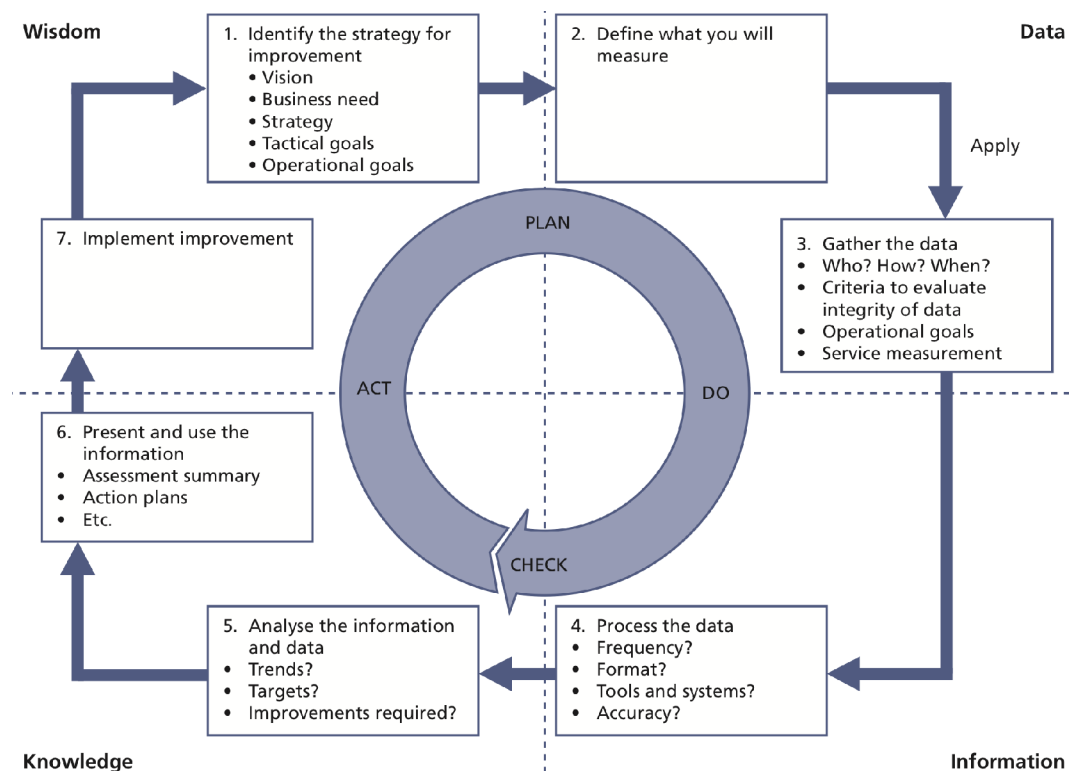 Wisdom
1. Identify the strategy for
improvement
• Vision
• Business need
• Strategy
• Tactical goals
• Operational goals
2. Define what you will
measure
Data
Apply
3. Gather the data
• Who? How? When?
• Criteria to evaluate
integrity of data
• Operational goals
• Service measurement
7. Implement improvement
PLAN
ACT
DO
CHECK
6. Present and use the
information
• Assessment summary
• Action plans
• Etc.
5. Analyse the information
and data
• Trends?
• Targets?
• Improvements required?
4. Process the data
• Frequency?
• Format?
• Tools and systems?
• Accuracy?
Knowledge
Information